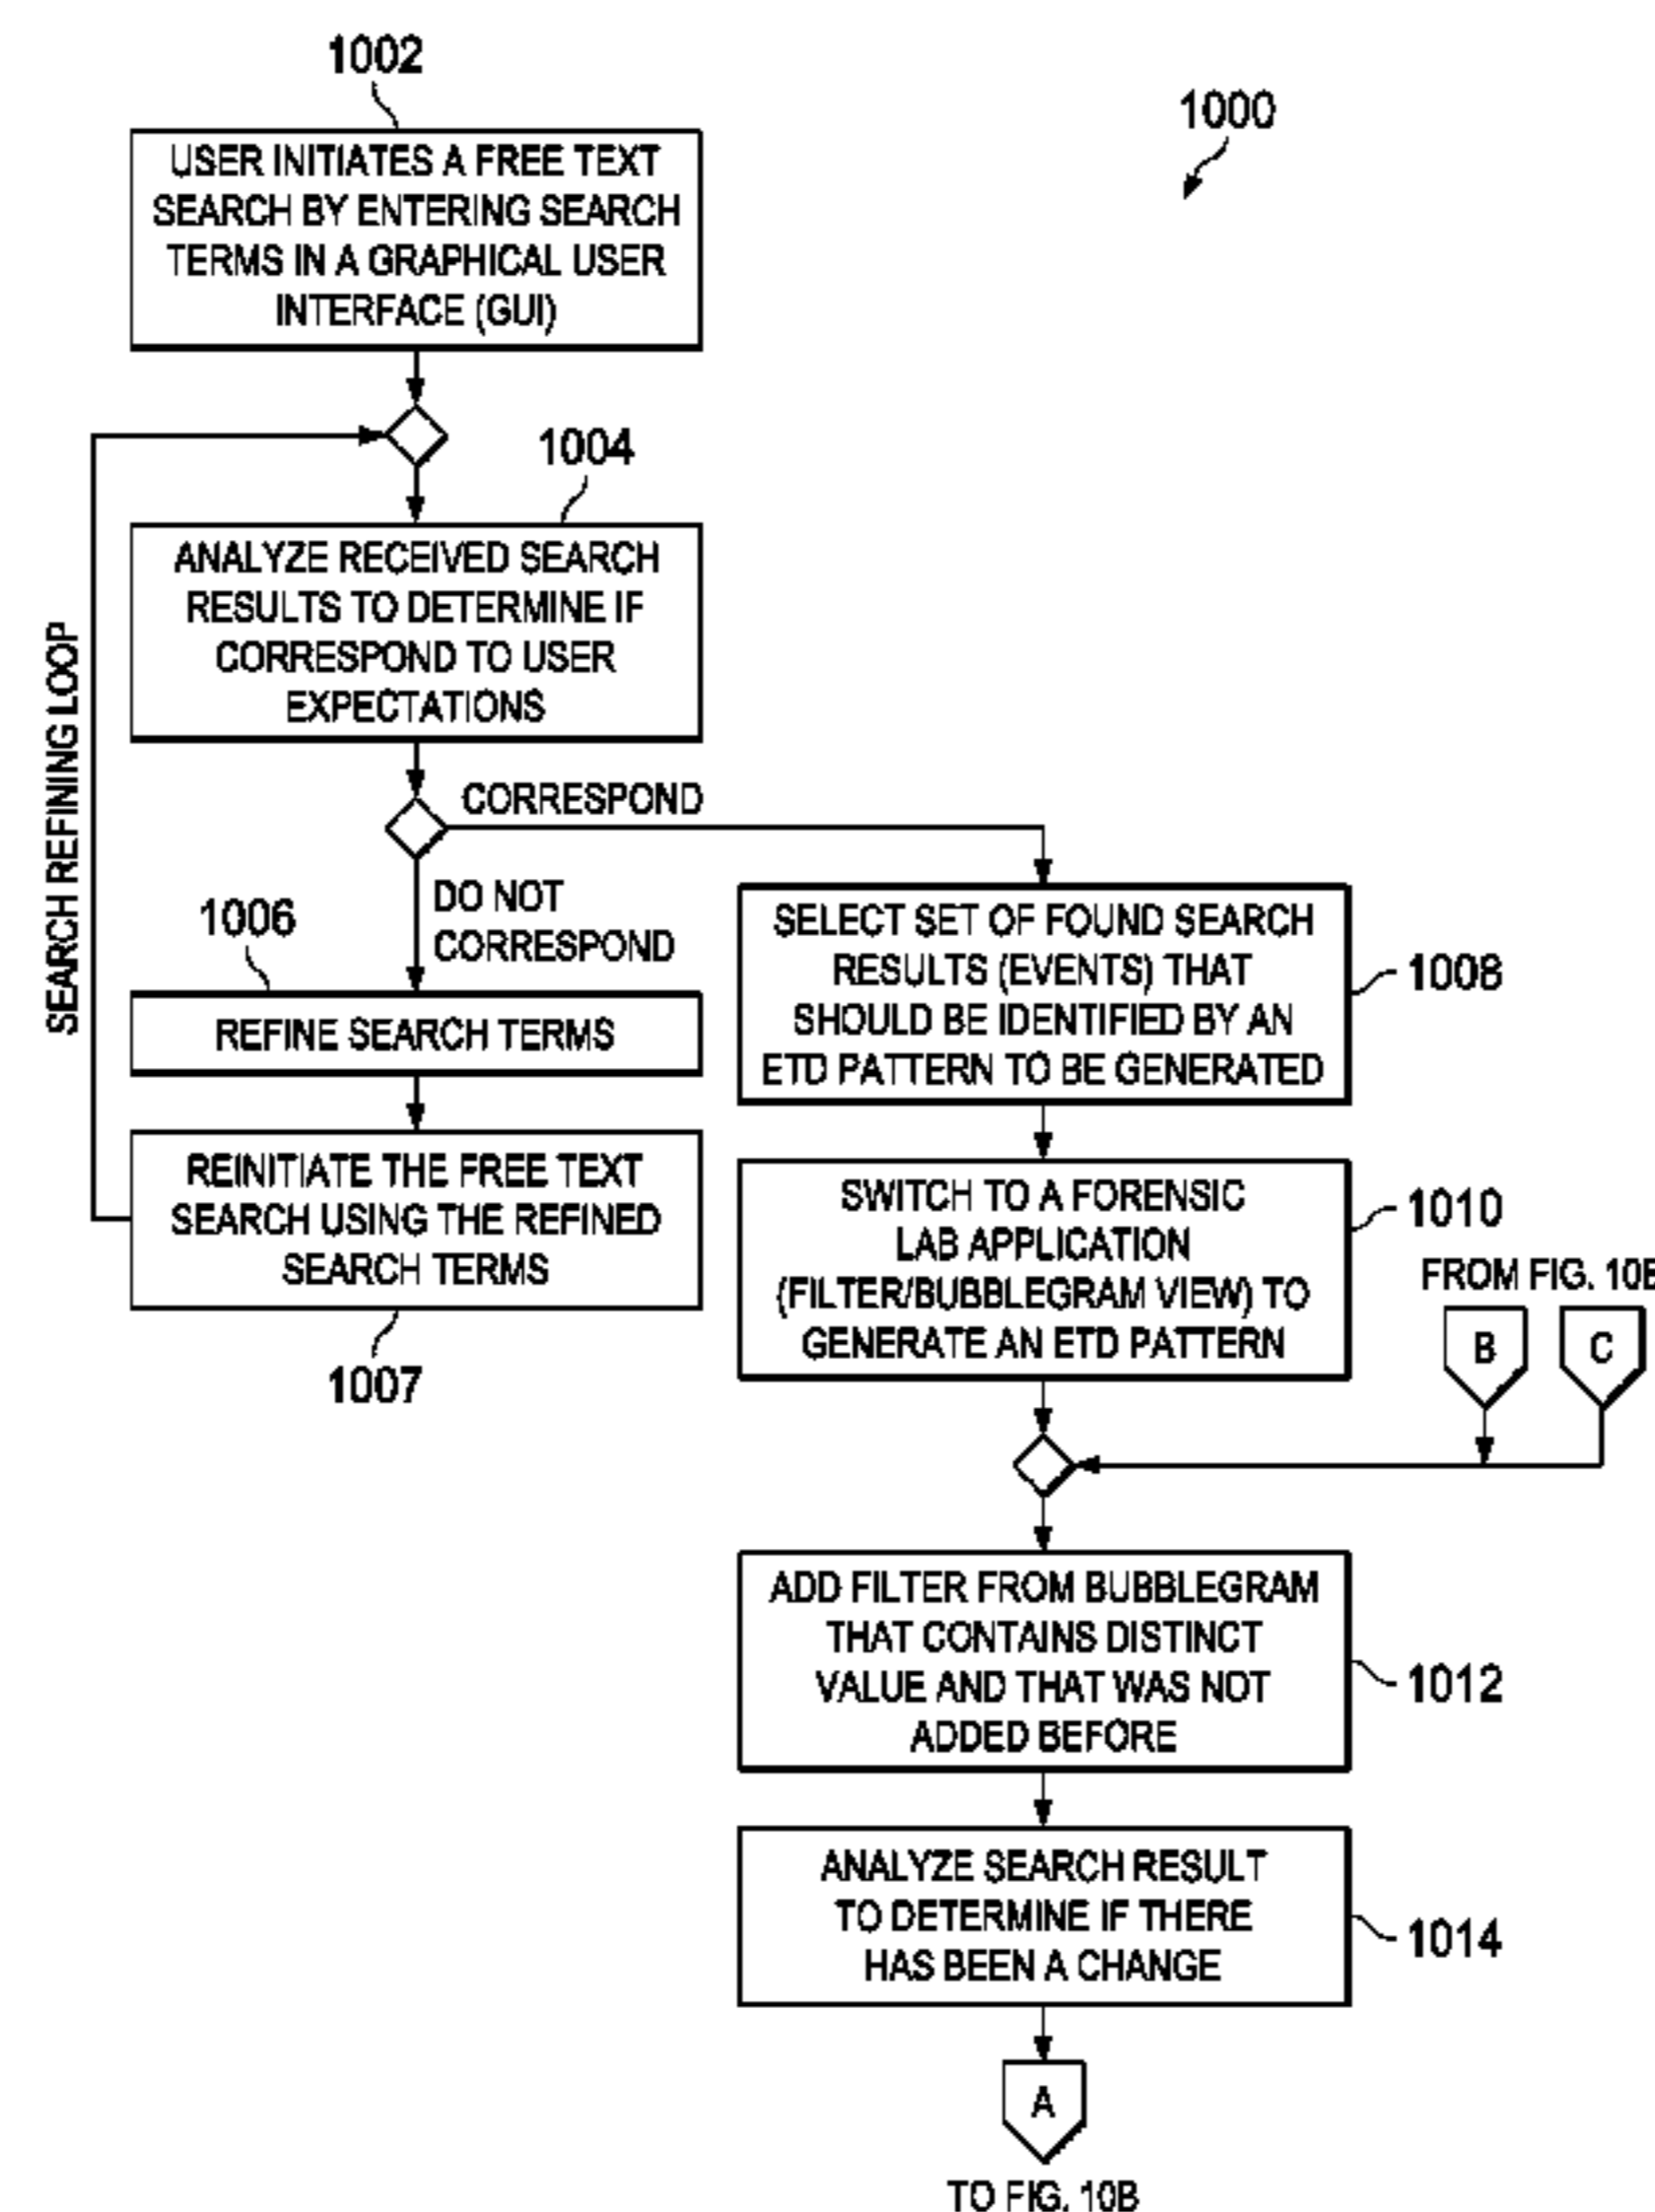 1002
1000
USER INITIATES A FREE TEXT
SEARCH BY ENTERING SEARCH
TERMS IN A GRAPHICAL USER
INTERFACE (GUI)
1004
ANALYZE RECEIVED SEARCH
RESULTS TO DETERMINE IF
CORRESPOND TO USER
EXPECTATIONS
SEARCH REFINING LOOP
CORRESPOND
DO NOT
CORRESPOND
1006
REFINE SEARCH TERMS
REINITIATE THE FREE TEXT
SEARCH USING THE REFINED
SEARCH TERMS
1007
SELECT SET OF FOUND SEARCH
RESULTS (EVENTS) THAT
SHOULD BE IDENTIFIED BY AN
ETD PATTERN TO BE GENERATED
1008
SWITCH TO A FORENSIC
LAB APPLICATION
(FILTER/BUBBLEGRAM VIEW) TO
GENERATE AN ETD PATTERN
1010
FROM FIG. 10B
B
C
ADD FILTER FROM BUBBLEGRAM
THAT CONTAINS DISTINCT
VALUE AND THAT WAS NOT
ADDED BEFORE
1012
ANALYZE SEARCH RESULT
TO DETERMINE IF THERE
HAS BEEN A CHANGE
1014
A
TO FIG. 10B